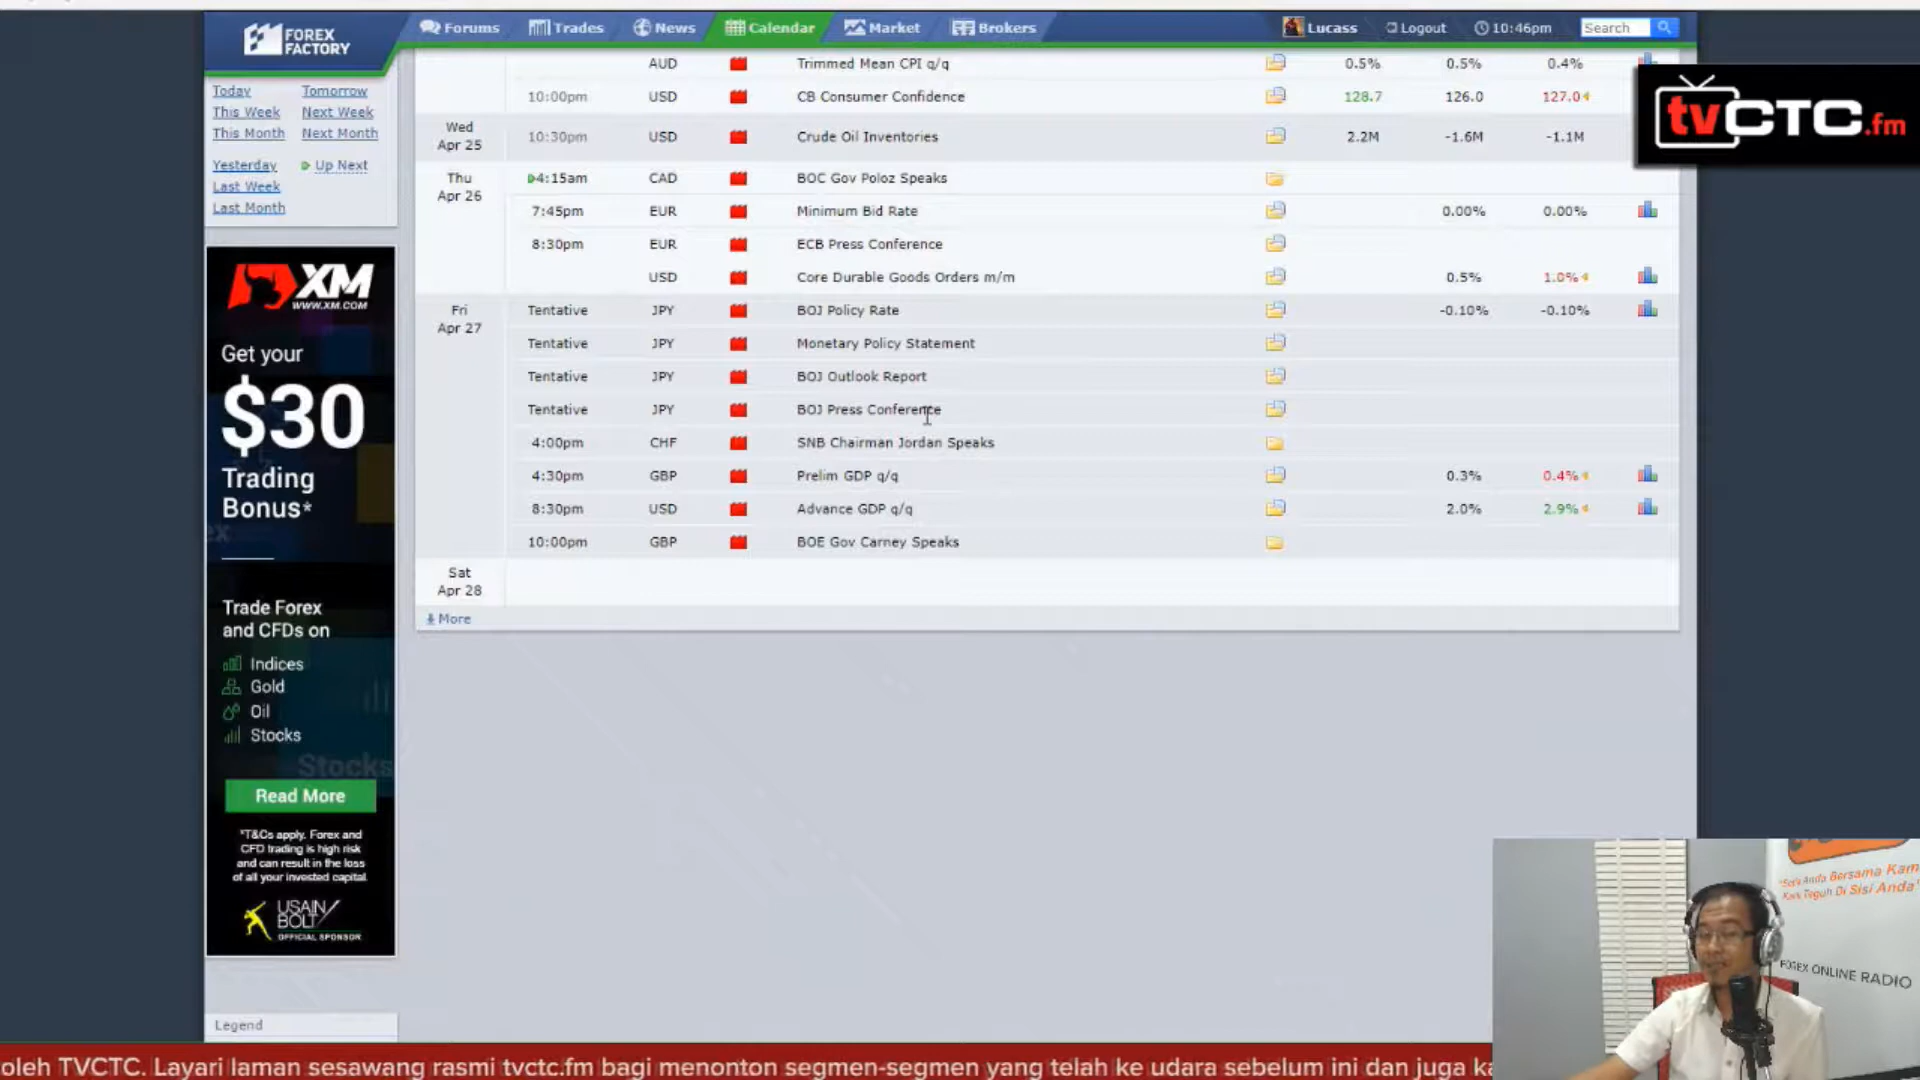 FOREX FACTORY
Forums Trades News Calendar Market Brokers Lucass Logout 10:46pm Search
tvCTC.fm
Today Tomorrow
This Week Next Week
This Month Next Month
Yesterday Up Next
Last Week
Last Month
AUD Trimmed Mean CPI q/q 0.5% 0.5% 0.4%
10:00pm USD CB Consumer Confidence 128.7 126.0 127.0
Wed Apr 25 10:30pm USD Crude Oil Inventories 2.2M -1.6M -1.1M
Thu Apr 26 4:15am CAD BOC Gov Poloz Speaks
7:45pm EUR Minimum Bid Rate 0.00% 0.00%
8:30pm EUR ECB Press Conference
USD Core Durable Goods Orders m/m 0.5% 1.0%
Fri Apr 27 Tentative JPY BOJ Policy Rate -0.10% -0.10%
Tentative JPY Monetary Policy Statement
Tentative JPY BOJ Outlook Report
Tentative JPY BOJ Press Conference
4:00pm CHF SNB Chairman Jordan Speaks
4:30pm GBP Prelim GDP q/q 0.3% 0.4%
8:30pm USD Advance GDP q/q 2.0% 2.9%
10:00pm GBP BOE Gov Carney Speaks
Sat Apr 28
More
XM
WWW.XM.COM
Get your
$30
Trading
Bonus*
Trade Forex
and CFDs on
Indices
Gold
Oil
Stocks
Stocks
Read More
*T&Cs apply. Forex and
CFD trading is high risk
and can result in the loss
of all your invested capital.
USAIN
BOLT
OFFICIAL SPONSOR
Legend
Anda Bersama Kam
Teguh Di Sisi Anda"
FOREX ONLINE RADIO
oleh TVCTC. Layari laman sesawang rasmi tvctc.fm bagi menonton segmen-segmen yang telah ke udara sebelum ini dan juga